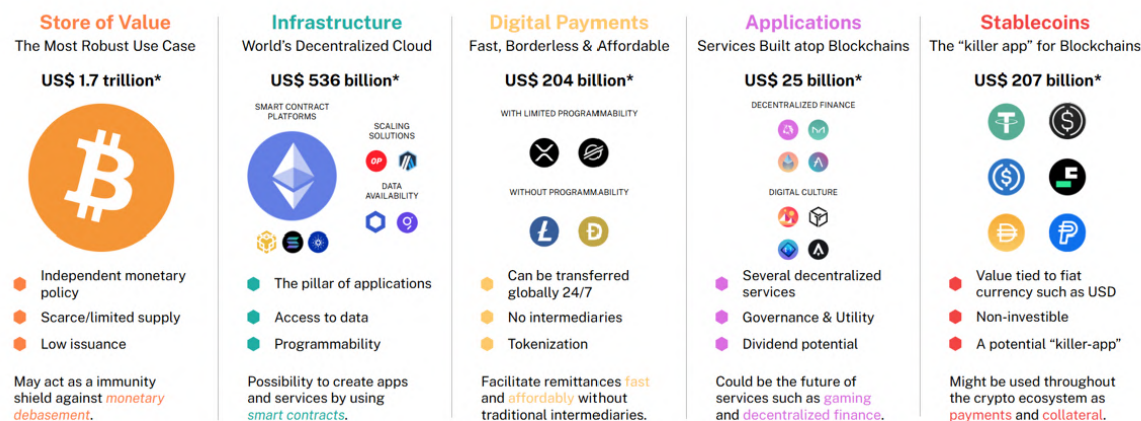 Store of Value
The Most Robust Use Case
US$ 1.7 trillion*
Independent monetary
policy
Scarce/limited supply
Low issuance
May act as a immunity
shield against monetary
debasement.
Infrastructure
World's Decentralized Cloud
US$ 536 billion*
SMART CONTRACT
PLATFORMS
SCALING
SOLUTIONS
OP
DATA
AVAILABILITY
The pillar of applications
Access to data
Programmability
Possibility to create apps
and services by using
smart contracts.
Digital Payments
Fast, Borderless & Affordable
US$ 204 billion*
WITH LIMITED PROGRAMMABILITY
WITHOUT PROGRAMMABILITY
Can be transferred
globally 24/7
No intermediaries
Tokenization
Facilitate remittances fast
and affordably without
traditional intermediaries.
Applications
Services Built atop Blockchains
US$ 25 billion*
DECENTRALIZED FINANCE
DIGITAL CULTURE
Several decentralized
services
Governance & Utility
Dividend potential
Could be the future of
services such as gaming
and decentralized finance.
Stablecoins
The "killer app" for Blockchains
US$ 207 billion*
Value tied to fiat
currency such as USD
Non-investible
A potential "killer-app"
Might be used throughout
the crypto ecosystem as
payments and collateral.